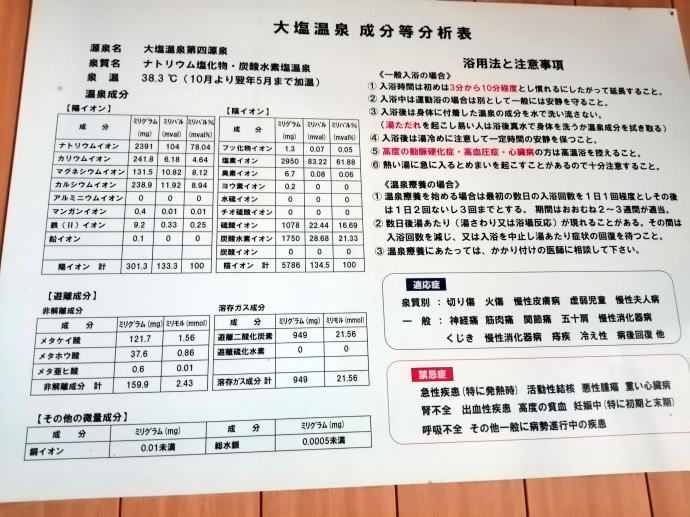 大塩温泉 成分等分析表
源泉名 大塩温泉第四源泉
泉質名 ナトリウム塩化物・炭酸水素塩温泉
泉 温 38.3 ℃（10月より翌年5月まで加温）
温泉成分
【陽イオン】
成 分 ミリグラム(mg) ミリバル(mval) ミリバル%(mval%)
ナトリウムイオン 2391 104 78.04
カリウムイオン 241.8 6.18 4.64
マグネシウムイオン 131.5 10.82 8.12
カルシウムイオン 238.9 11.92 8.94
アルミニウムイオン 0 0 0
マンガンイオン 0.4 0.01 0.01
鉄（II）イオン 9.2 0.33 0.25
鉛イオン 0.1 0 0
陽イオン 計 301.3 133.3 100
【陰イオン】
成 分 ミリグラム(mg) ミリバル(mval) ミリバル%(mval%)
フッ化物イオン 1.3 0.07 0.05
塩素イオン 2950 83.22 61.88
臭素イオン 6.7 0.08 0.06
ヨウ素イオン 0.2 0 0
水硫イオン 0 0 0
チオ硫酸イオン 0 0 0
硫酸イオン 1078 22.44 16.69
炭酸水素イオン 1750 28.68 21.33
炭酸イオン 0 0 0
陰イオン 計 5786 134.5 100
【遊離成分】
非解離成分
成 分 ミリグラム(mg) ミリモル(mmol)
メタケイ酸 121.7 1.56
メタホウ酸 37.6 0.86
メタ亜ヒ酸 0.6 0.01
非解離成分 計 159.9 2.43
溶存ガス成分
成 分 ミリグラム(mg) ミリモル(mmol)
遊離二酸化炭素 949 21.56
遊離硫化水素 0 0
溶存ガス成分 計 949 21.56
【その他の微量成分】
成 分 ミリグラム(mg) 成 分 ミリグラム(mg)
銅イオン 0.01未満 総水銀 0.0005未満
浴用法と注意事項
《一般入浴の場合》
① 入浴時間は初めは3分から10分程度とし慣れるにしたがって延長すること。
② 入浴中は運動浴の場合は別として一般には安静を守ること。
③ 入浴後は身体に付着した温泉の成分を水で洗い流さない。
（湯ただれを起こし易い人は浴後真水で身体を洗うか温泉成分を拭き取る）
④ 入浴後は湯冷めに注意して一定時間の安静を保つこと。
⑤ 高度の動脈硬化症・高血圧症・心臓病の方は高温浴を控えること。
⑥ 熱い湯に急に入るとめまいを起こすことがあるので十分注意すること。
《温泉療養の場合》
① 温泉療養を始める場合は最初の数日の入浴回数を1日1回程度としその後
は1日2回ないし3回までとする。 期間はおおむね2～3週間が適当。
② 数日後湯あたり（湯さわり又は浴場反応）が現れることがある。その間は
入浴回数を減じ、又は入浴を中止し湯あたり症状の回復を待つこと。
③ 温泉療養にあたっては、かかり付けの医師に相談して下さい。
適応症
泉質別： 切り傷 火傷 慢性皮膚病 虚弱児童 慢性夫人病
一 般： 神経痛 筋肉痛 関節痛 五十肩 慢性消化器病
くじき 慢性消化器病 痔疾 冷え性 病後回復 他
禁忌症
急性疾患（特に発熱時） 活動性結核 悪性腫瘍 重い心臓病
腎不全 出血性疾患 高度の貧血 妊娠中（特に初期と末期）
呼吸不全 その他一般に病勢進行中の疾患